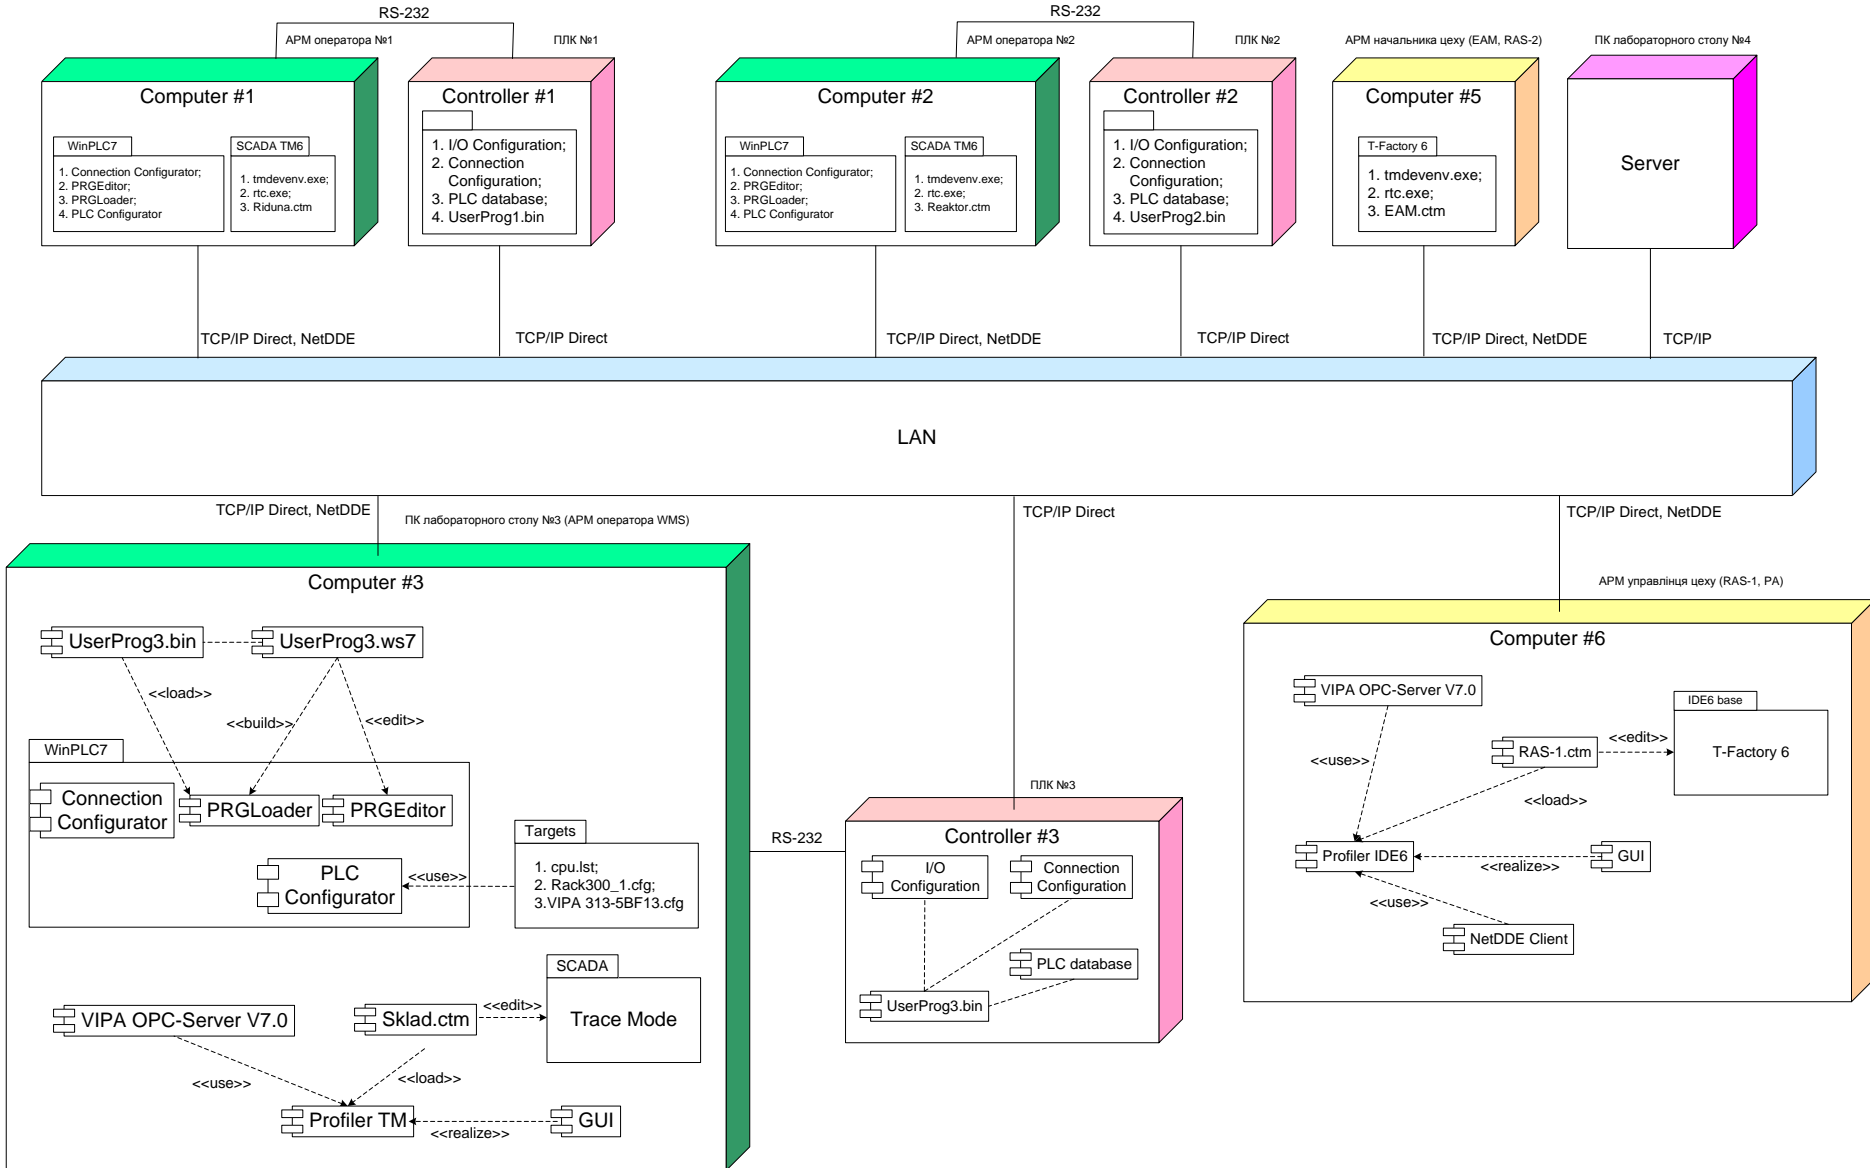 RS-232
RS-232
АРМ оператора №1
ПЛК №1
АРМ оператора №2
ПЛК №2
АРМ начальника цеху (EAM, RAS-2)
ПК лабораторного столу №4
Computer #1
WinPLC7
1. Connection Configurator;
2. PRGEditor;
3. PRGLoader;
4. PLC Configurator
SCADA TM6
1. tmdevenv.exe;
2. rtc.exe;
3. Riduna.ctm
Controller #1
1. I/O Configuration;
2. Connection
Configuration;
3. PLC database;
4. UserProg1.bin
Computer #2
WinPLC7
1. Connection Configurator;
2. PRGEditor;
3. PRGLoader;
4. PLC Configurator
SCADA TM6
1. tmdevenv.exe;
2. rtc.exe;
3. Reaktor.ctm
Controller #2
1. I/O Configuration;
2. Connection
Configuration;
3. PLC database;
4. UserProg2.bin
Computer #5
T-Factory 6
1. tmdevenv.exe;
2. rtc.exe;
3. EAM.ctm
Server
TCP/IP Direct, NetDDE
TCP/IP Direct
TCP/IP Direct, NetDDE
TCP/IP Direct
TCP/IP Direct, NetDDE
TCP/IP
LAN
TCP/IP Direct, NetDDE
TCP/IP Direct
TCP/IP Direct, NetDDE
ПК лабораторного столу №3 (АРМ оператора WMS)
Computer #3
UserProg3.bin
UserProg3.ws7
<<load>>
<<build>>
<<edit>>
WinPLC7
Connection
Configurator
PRGLoader
PRGEditor
PLC
Configurator
<<use>>
Targets
1. cpu.lst;
2. Rack300_1.cfg;
3.VIPA 313-5BF13.cfg
SCADA
Trace Mode
VIPA OPC-Server V7.0
Sklad.ctm
<<edit>>
<<use>>
<<load>>
Profiler TM
<<realize>>
GUI
RS-232
ПЛК №3
Controller #3
I/O
Configuration
Connection
Configuration
PLC database
UserProg3.bin
АРМ управлінця цеху (RAS-1, PA)
Computer #6
VIPA OPC-Server V7.0
IDE6 base
T-Factory 6
RAS-1.ctm
<<edit>>
<<use>>
<<load>>
Profiler IDE6
<<realize>>
GUI
<<use>>
NetDDE Client